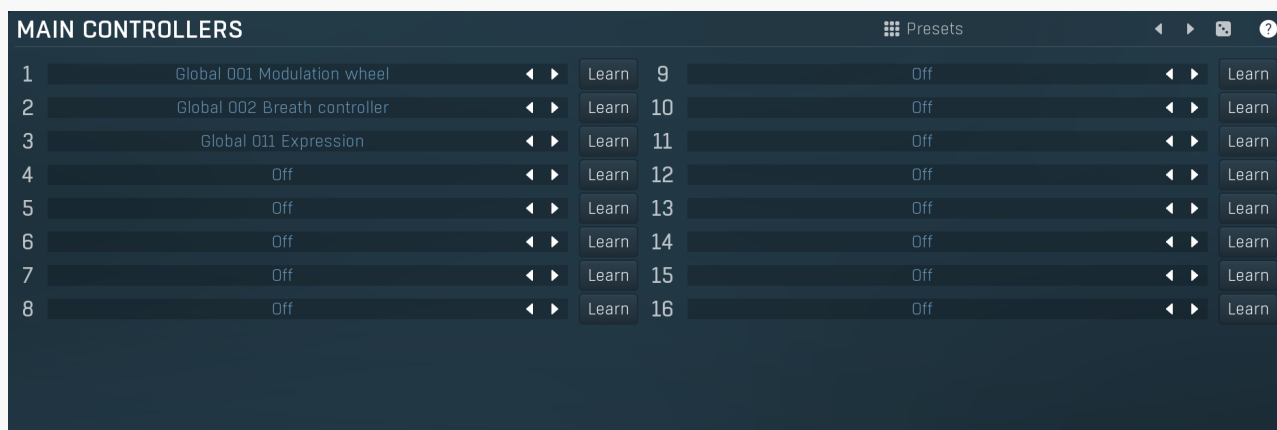 MAIN CONTROLLERS Presets ?
1 Global 001 Modulation wheel Learn 9 Off Learn
2 Global 002 Breath controller Learn 10 Off Learn
3 Global 011 Expression Learn 11 Off Learn
4 Off Learn 12 Off Learn
5 Off Learn 13 Off Learn
6 Off Learn 14 Off Learn
7 Off Learn 15 Off Learn
8 Off Learn 16 Off Learn